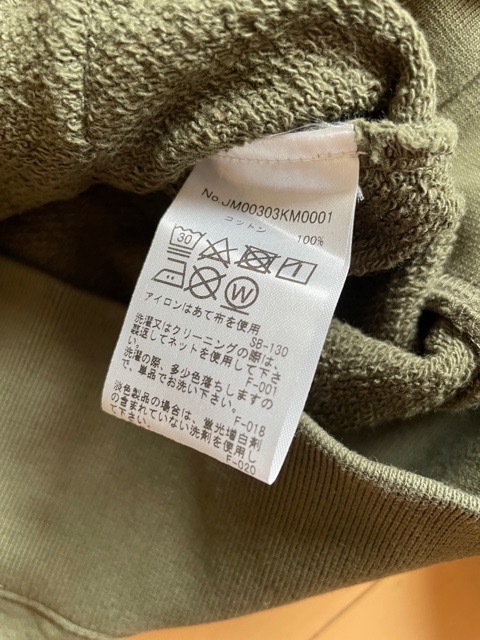 No.JM00303KM0001
コットン 100%
30
W
アイロンはあて布を使用
SB-130
洗濯又はクリーニングの際は、
裏返してネットを使用して下さ
い。
F-001
洗濯の際、多少色落ちしますの
で、単品でお洗い下さい。
F-018
淡色製品の場合は、蛍光増白剤
の含まれていない洗剤を使用し
て下さい。
F-020